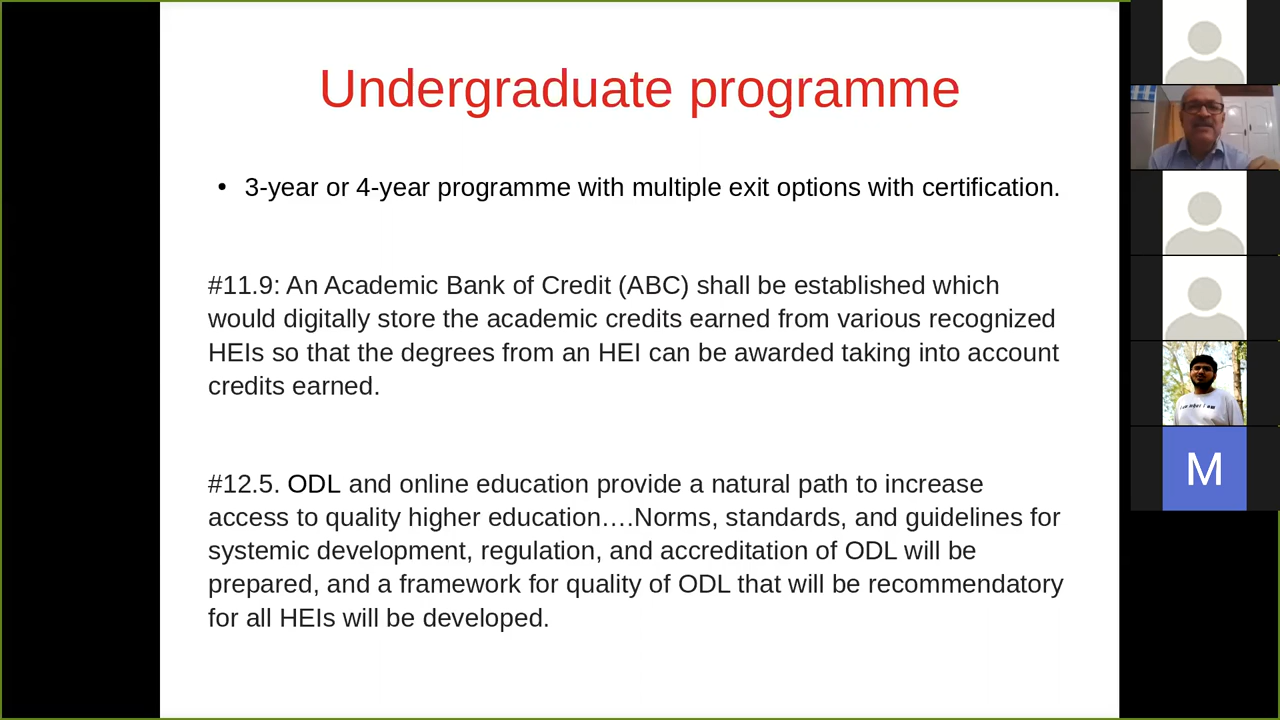 Undergraduate programme
• 3-year or 4-year programme with multiple exit options with certification.
#11.9: An Academic Bank of Credit (ABC) shall be established which
would digitally store the academic credits earned from various recognized
HEIs so that the degrees from an HEI can be awarded taking into account
credits earned.
#12.5. ODL and online education provide a natural path to increase
access to quality higher education….Norms, standards, and guidelines for
systemic development, regulation, and accreditation of ODL will be
prepared, and a framework for quality of ODL that will be recommendatory
for all HEIs will be developed.
M